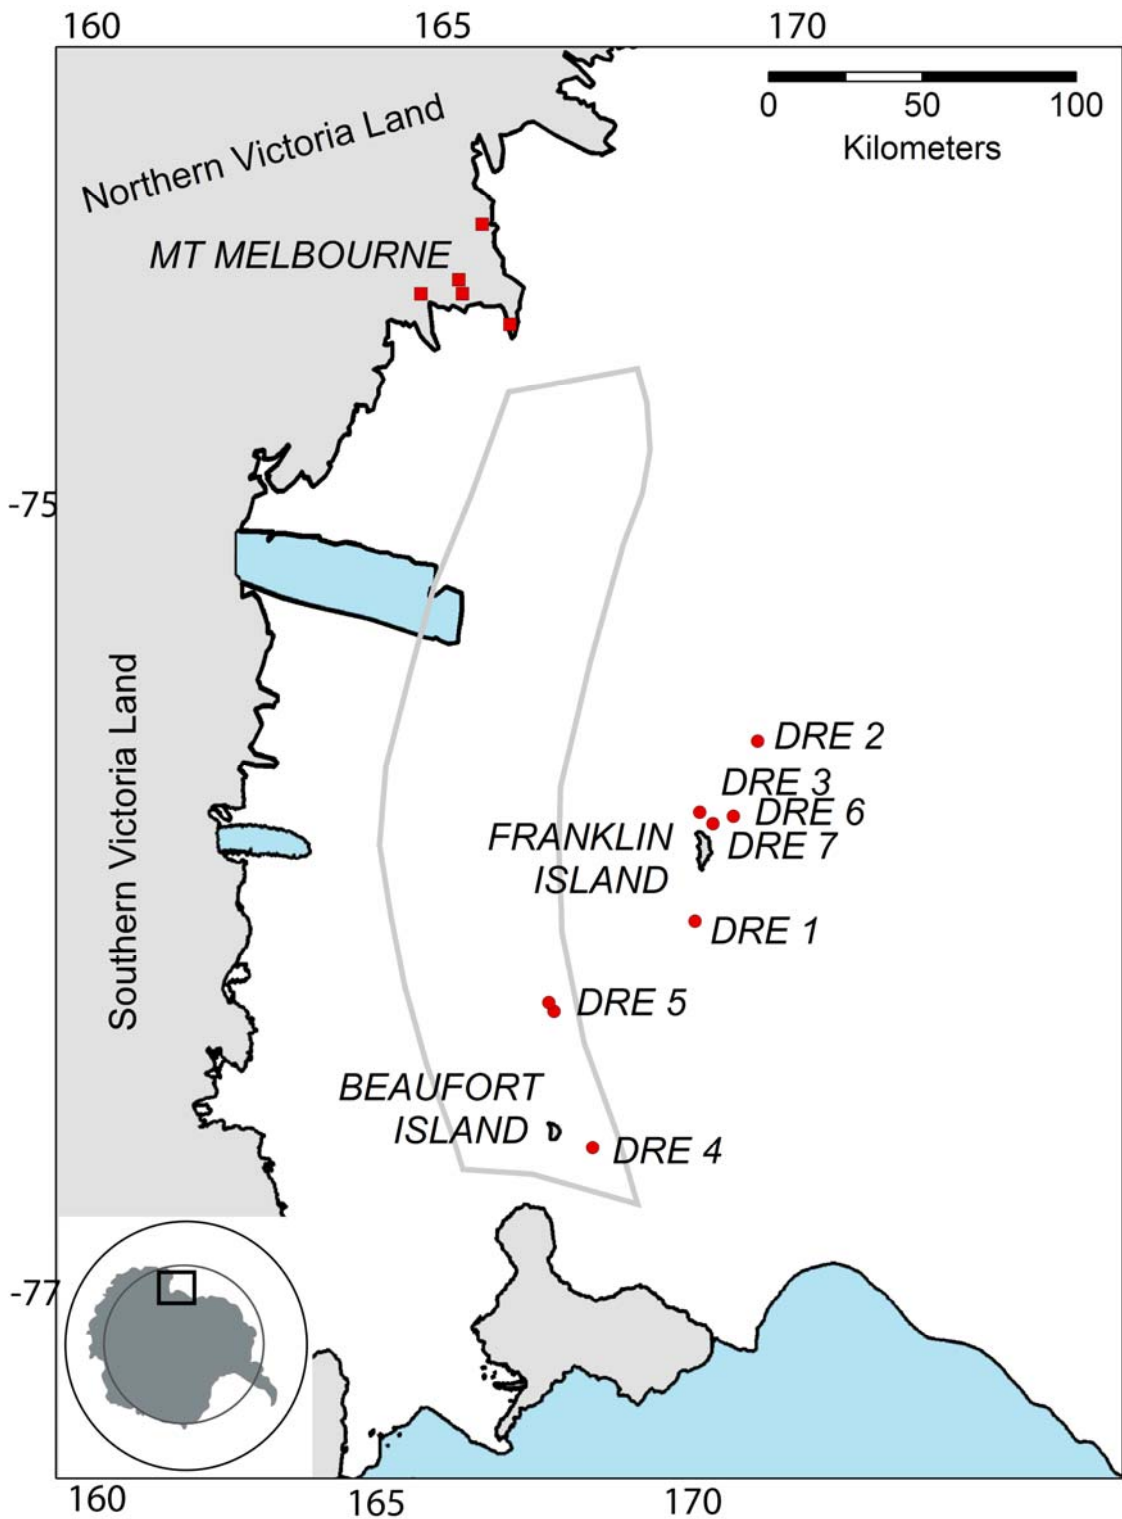 160 165 170
0 50 100
Kilometers
Northern Victoria Land
MT MELBOURNE
-75
Southern Victoria Land
DRE 2
DRE 3
DRE 6
FRANKLIN
ISLAND
DRE 7
DRE 1
DRE 5
BEAUFORT
ISLAND
DRE 4
-77
160 165 170